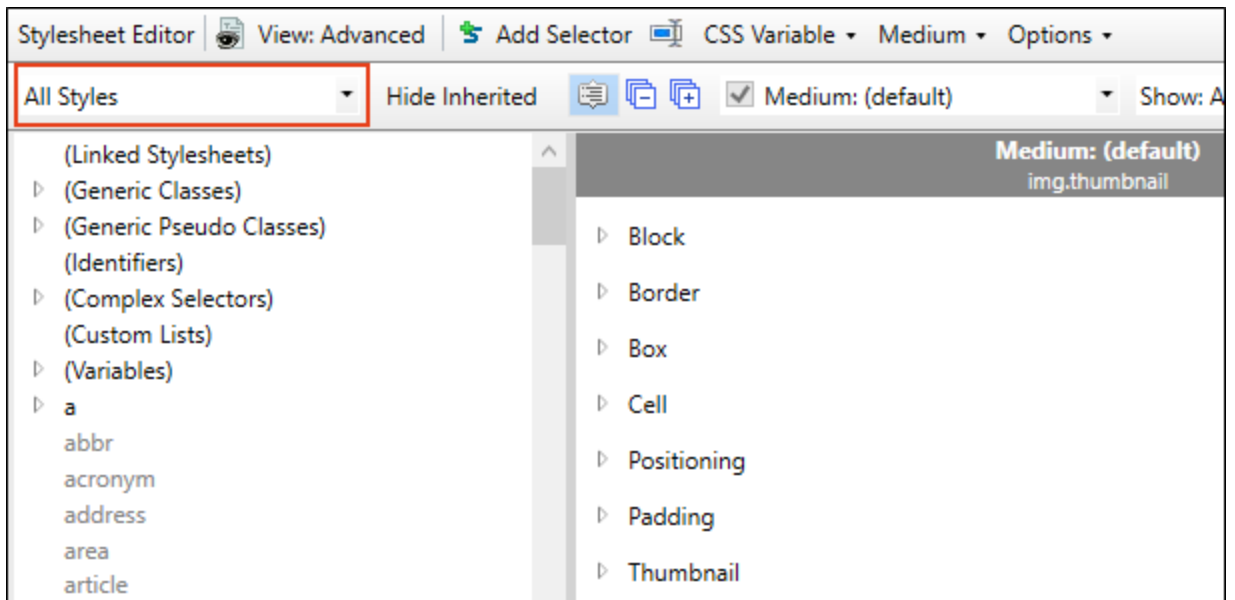 Stylesheet Editor View: Advanced Add Selector CSS Variable Medium Options
All Styles Hide Inherited Medium: (default) Show: A
(Linked Stylesheets)
(Generic Classes)
(Generic Pseudo Classes)
(Identifiers)
(Complex Selectors)
(Custom Lists)
(Variables)
a
abbr
acronym
address
area
article
Medium: (default)
img.thumbnail
Block
Border
Box
Cell
Positioning
Padding
Thumbnail